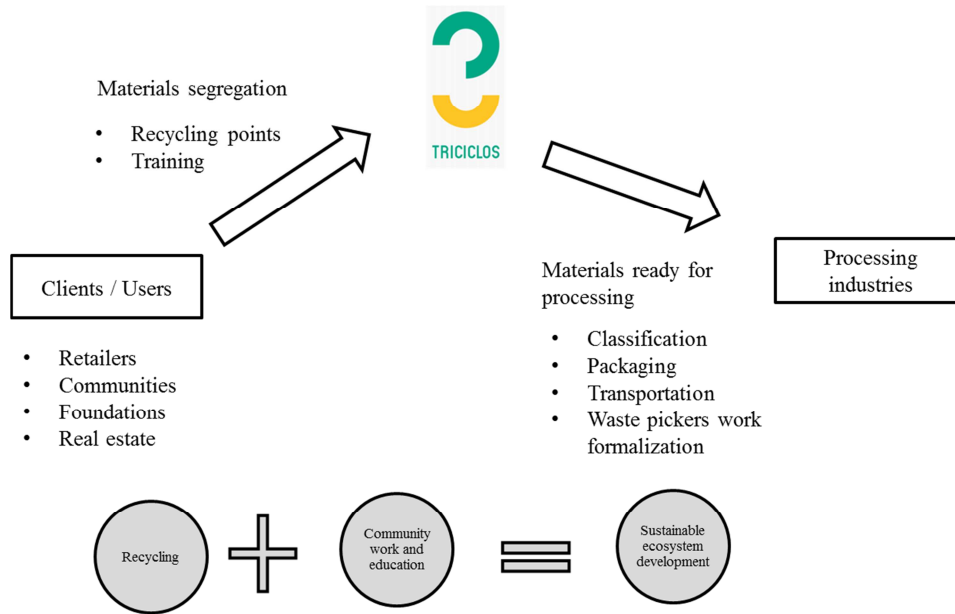 Materials segregation
• Recycling points
• Training
TRICICLOS
Clients / Users
• Retailers
• Communities
• Foundations
• Real estate
Materials ready for
processing
• Classification
• Packaging
• Transportation
• Waste pickers work
formalization
Processing
industries
Recycling
Community
work and
education
Sustainable
ecosystem
development